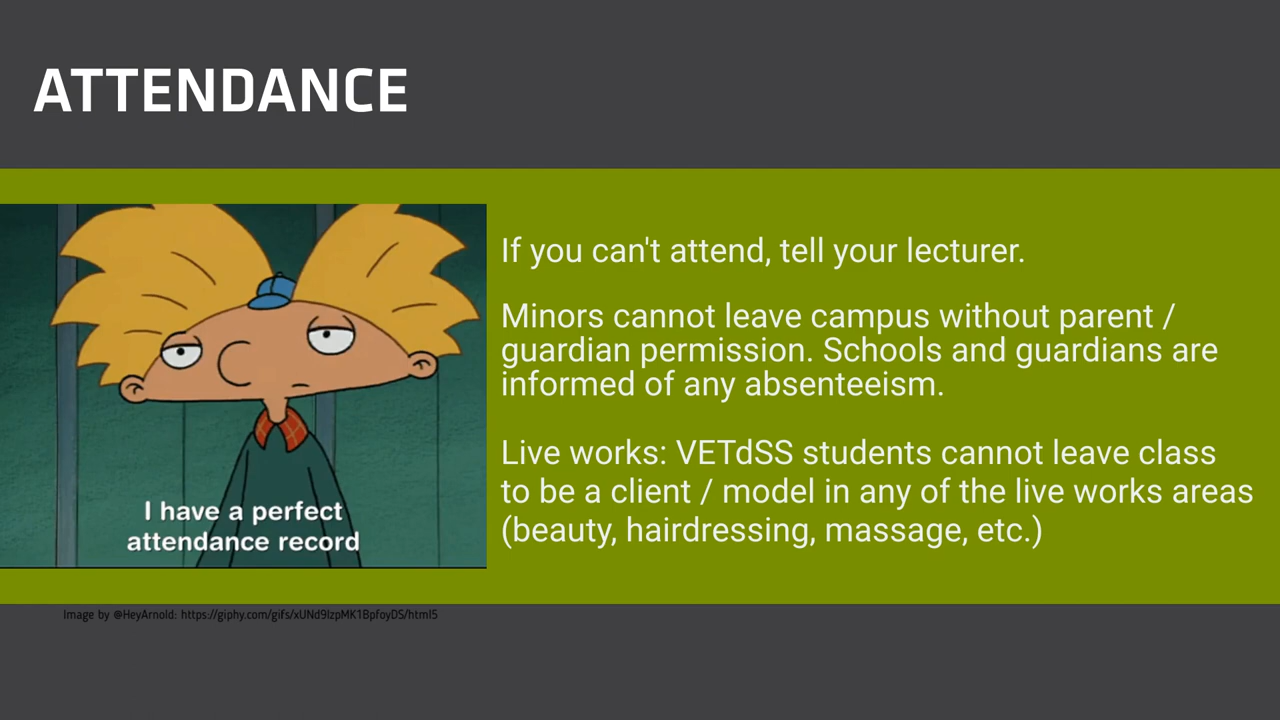 ATTENDANCE
If you can't attend, tell your lecturer.
Minors cannot leave campus without parent /
guardian permission. Schools and guardians are
informed of any absenteeism.
Live works: VETdSS students cannot leave class
to be a client / model in any of the live works areas
(beauty, hairdressing, massage, etc.)
I have a perfect
attendance record
Image by @HeyArnold: https://giphy.com/gifs/xUNd9IzpMK1BpfoyDS/html5